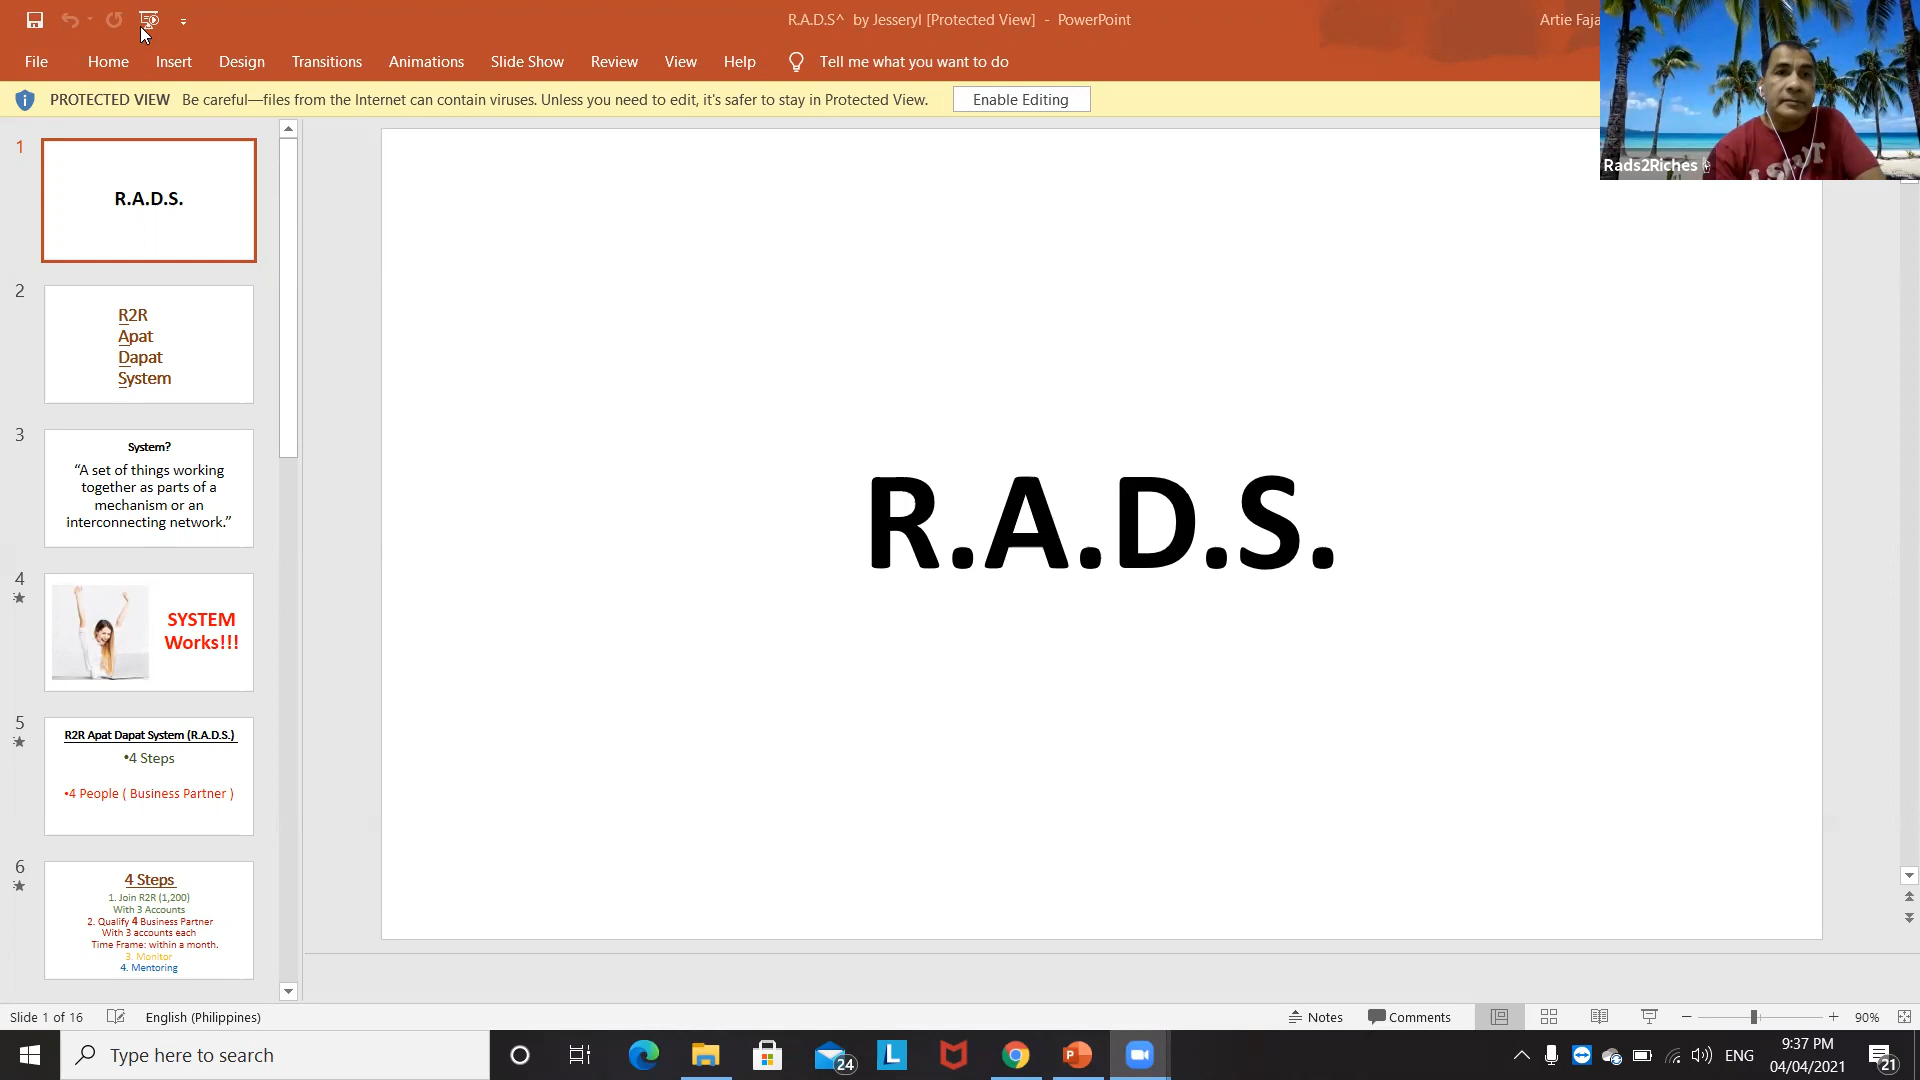 R.A.D.S^ by Jesseryl [Protected View] - PowerPoint
Artie Faja
File Home Insert Design Transitions Animations Slide Show Review View Help Tell me what you want to do
PROTECTED VIEW Be careful—files from the Internet can contain viruses. Unless you need to edit, it's safer to stay in Protected View. Enable Editing
Rads2Riches
1
R.A.D.S.
2
R2R
Apat
Dapat
System
3
System?
“A set of things working
together as parts of a
mechanism or an
interconnecting network.”
4
SYSTEM
Works!!!
5
R2R Apat Dapat System (R.A.D.S.)
•4 Steps
•4 People ( Business Partner )
6
4 Steps
1. Join R2R (1,200)
With 3 Accounts
2. Qualify 4 Business Partner
With 3 accounts each
Time Frame: within a month.
3. Monitor
4. Mentoring
R.A.D.S.
Slide 1 of 16 English (Philippines) Notes Comments 90%
Type here to search
24
L
P
ENG
9:37 PM
04/04/2021
21